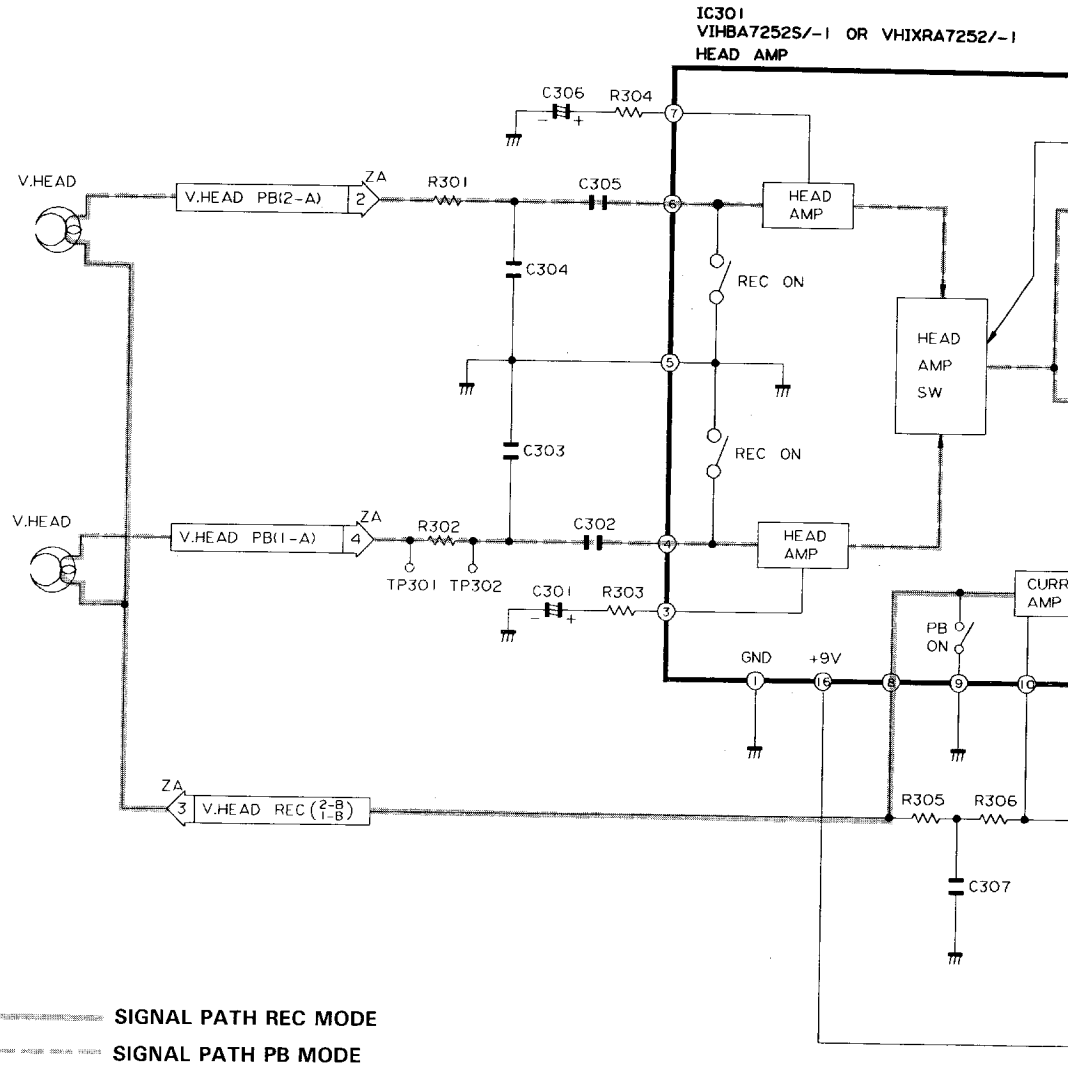 IC301
VIHBA7252S/-1 OR VHIXRA7252/-1
HEAD AMP
C306
R304
7
- +
V.HEAD
V.HEAD PB(2-A)
2
ZA
R301
C305
6
HEAD
AMP
C304
REC ON
5
HEAD
AMP
SW
C303
REC ON
V.HEAD
V.HEAD PB(1-A)
4
ZA
R302
C302
4
HEAD
AMP
TP301
TP302
C301
R303
3
- +
CURR
AMP
PB
ON
GND
+9V
1
16
8
9
10
ZA
3
V.HEAD REC (2-B
1-B)
R305
R306
C307
SIGNAL PATH REC MODE
SIGNAL PATH PB MODE